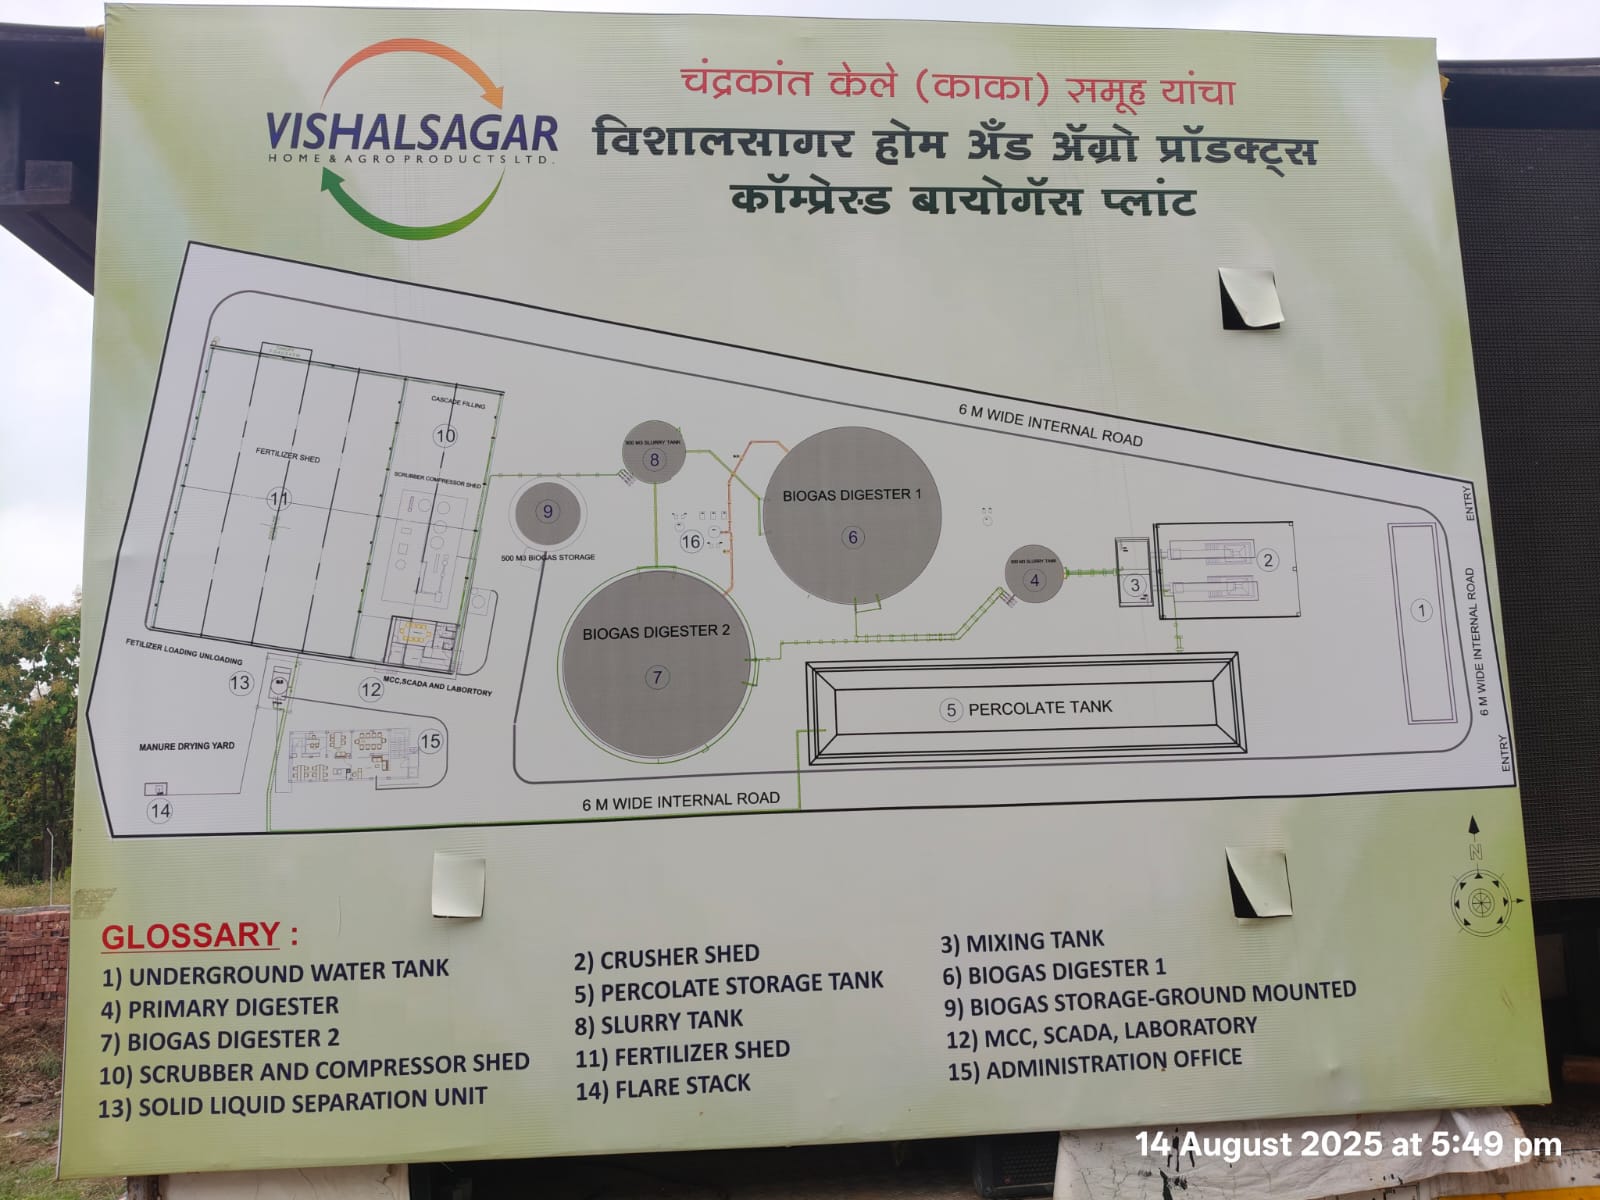 चंद्रकांत केले (काका) समूह यांचा
VISHALSAGAR
HOME & AGRO PRODUCTS LTD.
विशालसागर होम अँड ॲग्रो प्रॉडक्ट्स
कॉम्प्रेस्ड बायोगॅस प्लांट
6 M WIDE INTERNAL ROAD
CASCADE FILLING
10
FERTILIZER SHED
11
SCRUBBER COMPRESSOR SHED
500 M3 SLURRY TANK
8
9
500 M3 BIOGAS STORAGE
16
BIOGAS DIGESTER 1
6
4
3
2
1
ENTRY
6 M WIDE INTERNAL ROAD
ENTRY
BIOGAS DIGESTER 2
7
5 PERCOLATE TANK
FETILIZER LOADING UNLOADING
13
12
MCC,SCADA AND LABORTORY
MANURE DRYING YARD
15
14
6 M WIDE INTERNAL ROAD
N
GLOSSARY :
1) UNDERGROUND WATER TANK
2) CRUSHER SHED
3) MIXING TANK
4) PRIMARY DIGESTER
5) PERCOLATE STORAGE TANK
6) BIOGAS DIGESTER 1
7) BIOGAS DIGESTER 2
8) SLURRY TANK
9) BIOGAS STORAGE-GROUND MOUNTED
10) SCRUBBER AND COMPRESSOR SHED
11) FERTILIZER SHED
12) MCC, SCADA, LABORATORY
13) SOLID LIQUID SEPARATION UNIT
14) FLARE STACK
15) ADMINISTRATION OFFICE
14 August 2025 at 5:49 pm